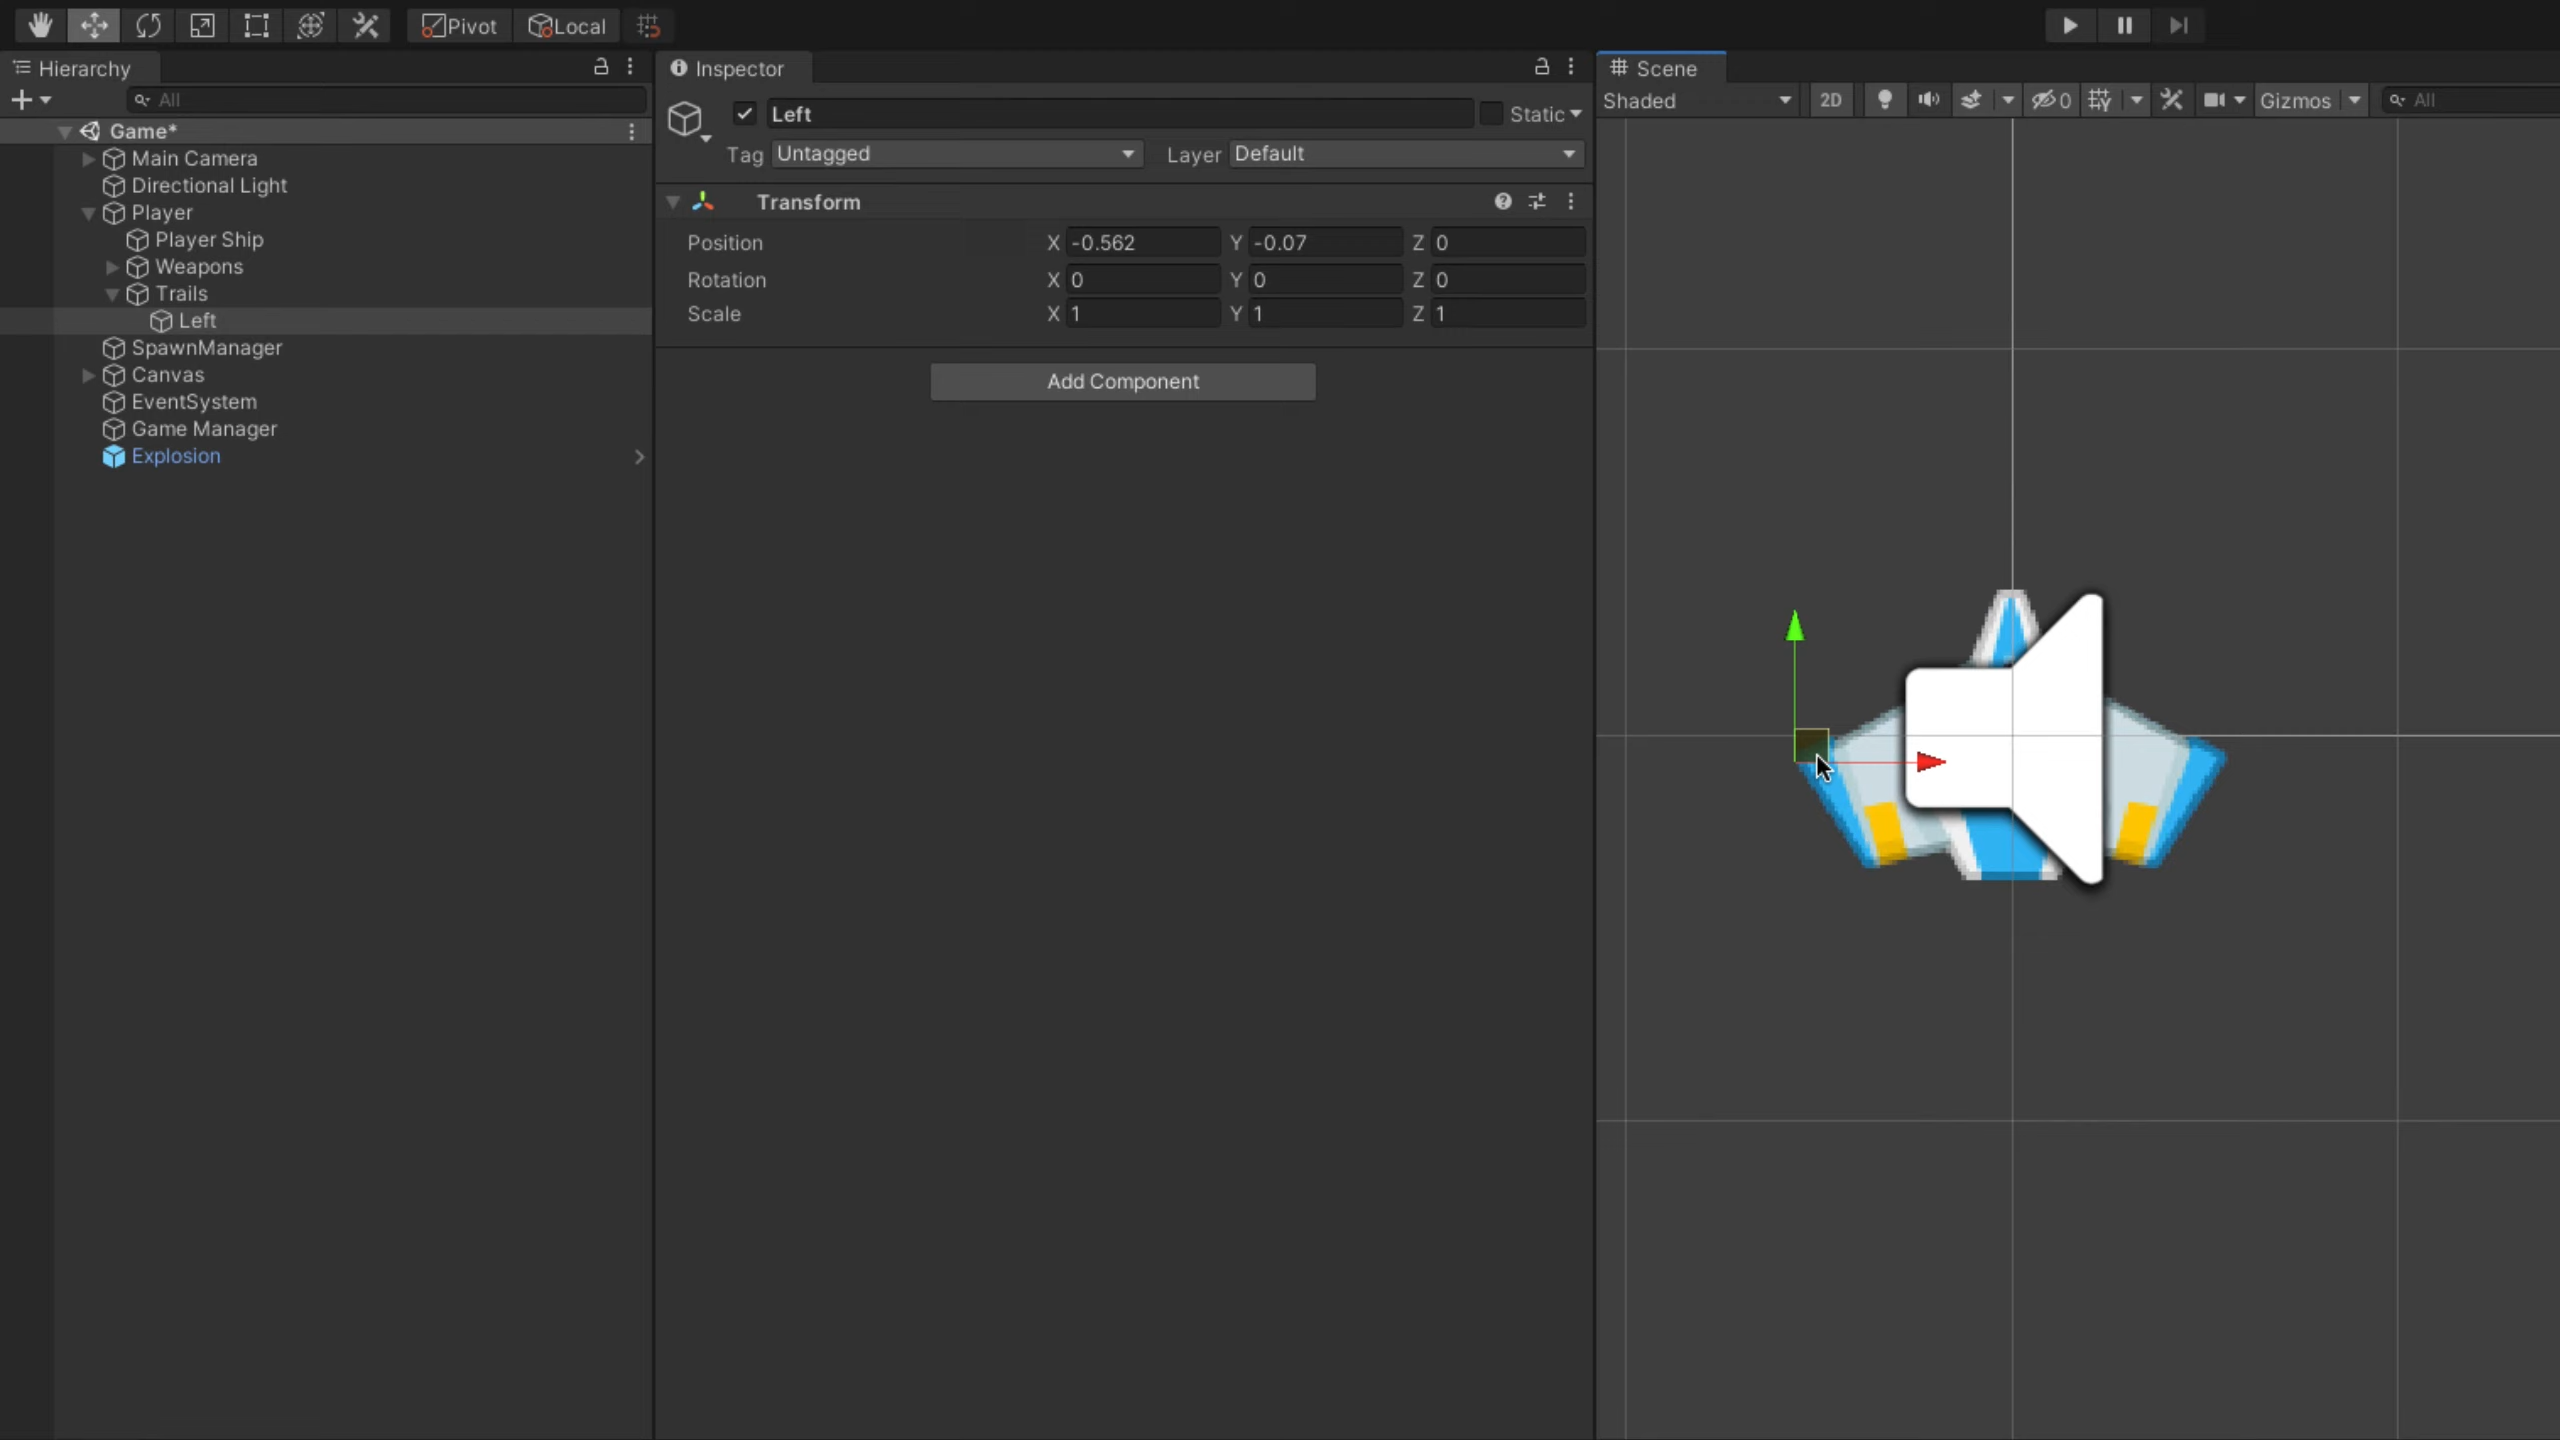 Pivot Local
Hierarchy
All
Game*
Main Camera
Directional Light
Player
Player Ship
Weapons
Trails
Left
SpawnManager
Canvas
EventSystem
Game Manager
Explosion
Inspector
Left Static
Tag Untagged Layer Default
Transform
Position X -0.562 Y -0.07 Z 0
Rotation X 0 Y 0 Z 0
Scale X 1 Y 1 Z 1
Add Component
Scene
Shaded 2D 0 Gizmos All